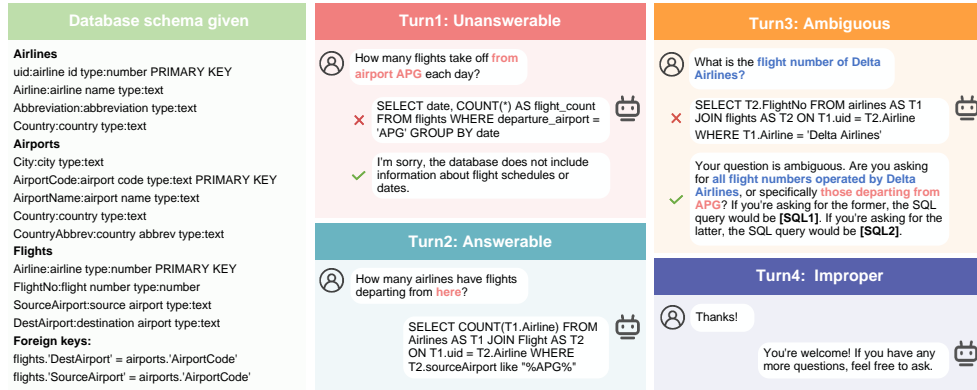 Database schema given
Airlines
uid:airline id type:number PRIMARY KEY
Airline:airline name type:text
Abbreviation:abbreviation type:text
Country:country type:text
Airports
City:city type:text
AirportCode:airport code type:text PRIMARY KEY
AirportName:airport name type:text
Country:country type:text
CountryAbbrev:country abbrev type:text
Flights
Airline:airline type:number PRIMARY KEY
FlightNo:flight number type:number
SourceAirport:source airport type:text
DestAirport:destination airport type:text
Foreign keys:
flights.'DestAirport' = airports.'AirportCode'
flights.'SourceAirport' = airports.'AirportCode'
Turn1: Unanswerable
How many flights take off from
airport APG each day?
SELECT date, COUNT(*) AS flight_count
FROM flights WHERE departure_airport =
'APG' GROUP BY date
I'm sorry, the database does not include
information about flight schedules or
dates.
Turn2: Answerable
How many airlines have flights
departing from here?
SELECT COUNT(T1.Airline) FROM
Airlines AS T1 JOIN Flight AS T2
ON T1.uid = T2.Airline WHERE
T2.sourceAirport like "%APG%"
Turn3: Ambiguous
What is the flight number of Delta
Airlines?
SELECT T2.FlightNo FROM airlines AS T1
JOIN flights AS T2 ON T1.uid = T2.Airline
WHERE T1.Airline = 'Delta Airlines'
Your question is ambiguous. Are you asking
for all flight numbers operated by Delta
Airlines, or specifically those departing from
APG? If you're asking for the former, the SQL
query would be [SQL1]. If you're asking for the
latter, the SQL query would be [SQL2].
Turn4: Improper
Thanks!
You're welcome! If you have any
more questions, feel free to ask.